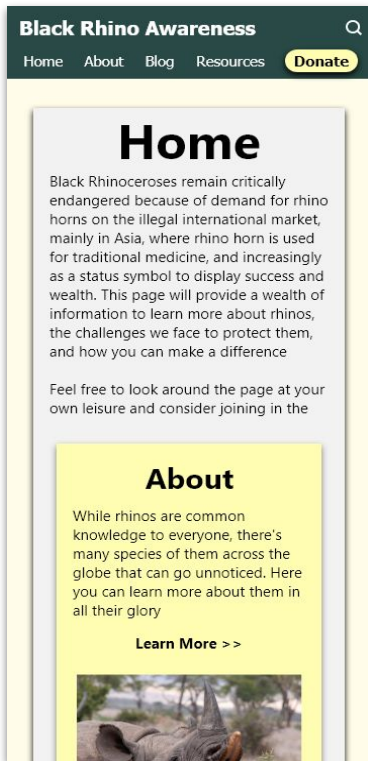 Black Rhino Awareness
Home About Blog Resources Donate
Home
Black Rhinoceroses remain critically
endangered because of demand for rhino
horns on the illegal international market,
mainly in Asia, where rhino horn is used
for traditional medicine, and increasingly
as a status symbol to display success and
wealth. This page will provide a wealth of
information to learn more about rhinos,
the challenges we face to protect them,
and how you can make a difference
Feel free to look around the page at your
own leisure and consider joining in the
About
While rhinos are common
knowledge to everyone, there's
many species of them across the
globe that can go unnoticed. Here
you can learn more about them in
all their glory
Learn More >>